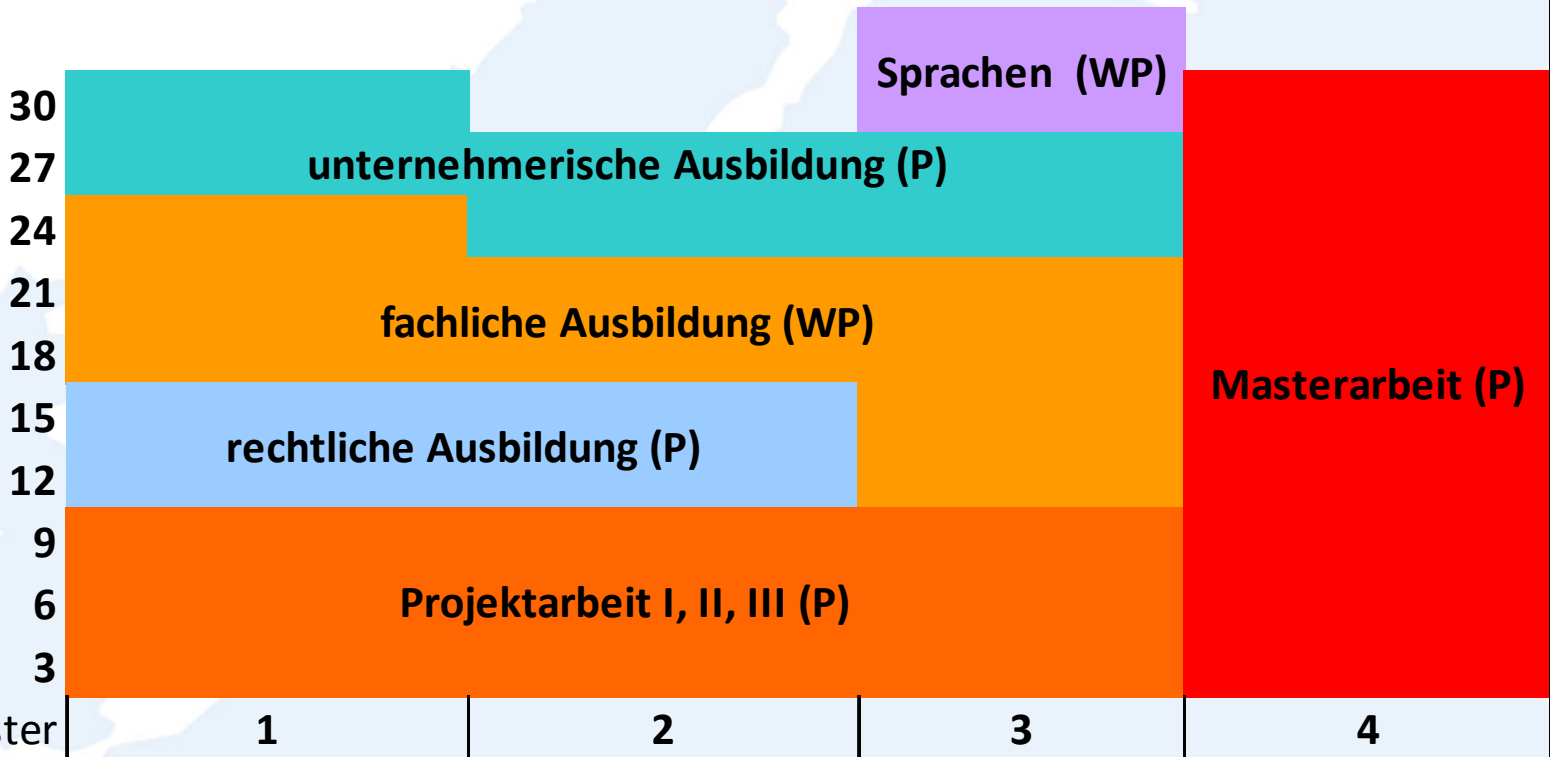 Sprachen (WP)
30
27
unternehmerische Ausbildung (P)
24
21
fachliche Ausbildung (WP)
18
Masterarbeit (P)
15
rechtliche Ausbildung (P)
12
9
6
Projektarbeit I, II, III (P)
3
ster
1
2
3
4